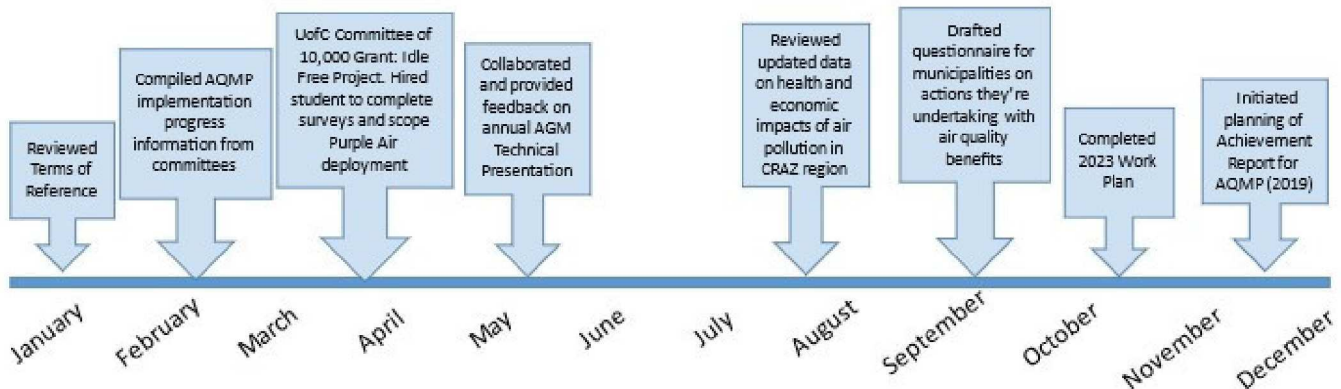 Reviewed
Terms of
Reference
Compiled AQMP
implementation
progress
information from
committees
UofC Committee of
10,000 Grant: Idle
Free Project. Hired
student to complete
surveys and scope
Purple Air
deployment
Collaborated
and provided
feedback on
annual AGM
Technical
Presentation
Reviewed
updated data
on health and
economic
impacts of air
pollution in
CRAZ region
Drafted
questionnaire for
municipalities on
actions they're
undertaking with
air quality
benefits
Completed
2023 Work
Plan
Initiated
planning of
Achievement
Report for
AQMP (2019)
January
February
March
April
May
June
July
August
September
October
November
December